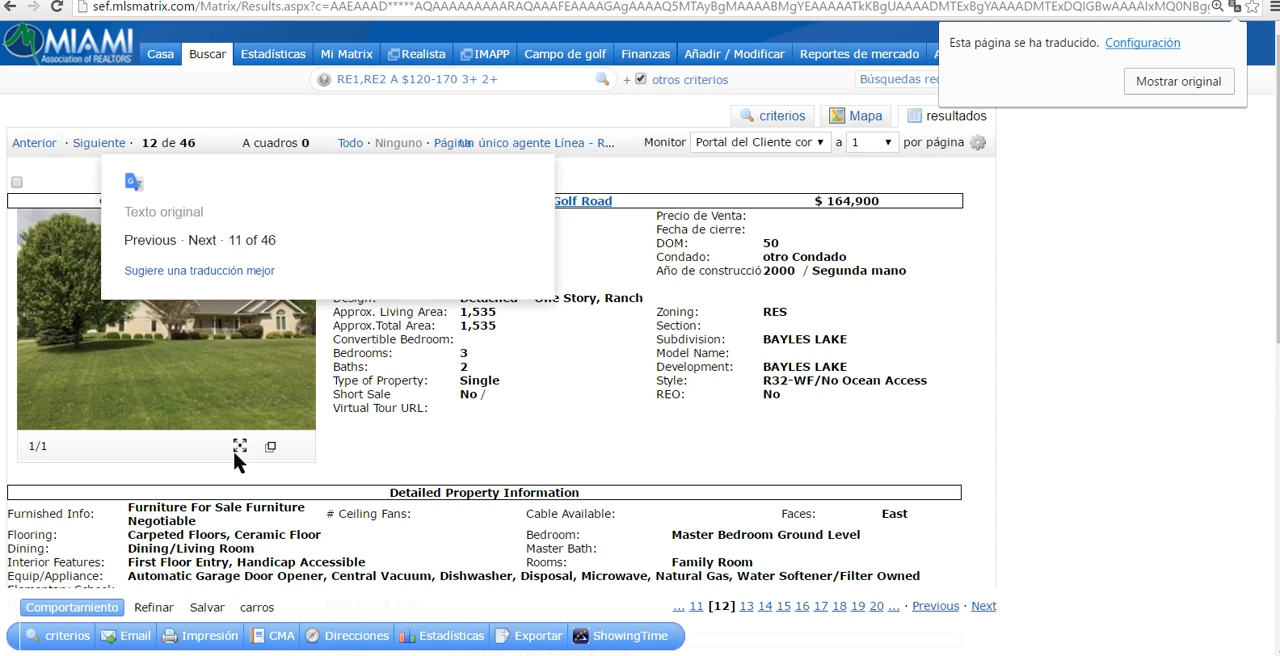 sef.mlsmatrix.com/Matrix/Results.aspx?c=AAEAAAD*****AQAAAAAAAAARAQAAAFEAAAAGAgAAAAQ5MTAyBgMAAAABMgYEAAAAATkKBgUAAAADMTExBgYAAAADMTExDQIGBwAAAAIxMQ0NBg
Esta página se ha traducido. Configuración
Mostrar original
MIAMI
Association of REALTORS
Casa Buscar Estadísticas Mi Matrix Realista IMAPP Campo de golf Finanzas Añadir / Modificar Reportes de mercado
RE1,RE2 A $120-170 3+ 2+
+ otros criterios
Búsquedas
criterios Mapa resultados
Anterior · Siguiente · 12 de 46 A cuadros 0 Todo · Ninguno · Página un único agente Línea - R... Monitor Portal del Cliente cor a 1 por página
Texto original
Previous · Next · 11 of 46
Sugiere una traducción mejor
Golf Road $ 164,900
Precio de Venta:
Fecha de cierre:
DOM: 50
Condado: otro Condado
Año de construcció 2000 / Segunda mano
Design: Detached One Story, Ranch
Approx. Living Area: 1,535 Zoning: RES
Approx.Total Area: 1,535 Section:
Convertible Bedroom: Subdivision: BAYLES LAKE
Bedrooms: 3 Model Name:
Baths: 2 Development: BAYLES LAKE
Type of Property: Single Style: R32-WF/No Ocean Access
Short Sale No / REO: No
Virtual Tour URL:
1/1
Detailed Property Information
Furnished Info: Furniture For Sale Furniture Negotiable # Ceiling Fans: Cable Available: Faces: East
Flooring: Carpeted Floors, Ceramic Floor Bedroom: Master Bedroom Ground Level
Dining: Dining/Living Room Master Bath:
Interior Features: First Floor Entry, Handicap Accessible Rooms: Family Room
Equip/Appliance: Automatic Garage Door Opener, Central Vacuum, Dishwasher, Disposal, Microwave, Natural Gas, Water Softener/Filter Owned
Comportamiento Refinar Salvar carros ... 11 [12] 13 14 15 16 17 18 19 20 ... · Previous · Next
criterios Email Impresión CMA Direcciones Estadísticas Exportar ShowingTime